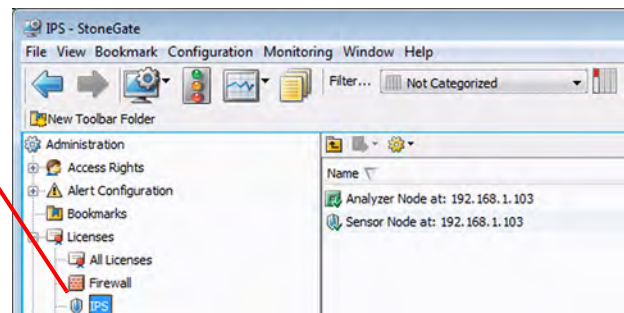 IPS - StoneGate
File View Bookmark Configuration Monitoring Window Help
Filter... Not Categorized
New Toolbar Folder
Administration
Access Rights
Alert Configuration
Bookmarks
Licenses
All Licenses
Firewall
IPS
Name
Analyzer Node at: 192.168.1.103
Sensor Node at: 192.168.1.103